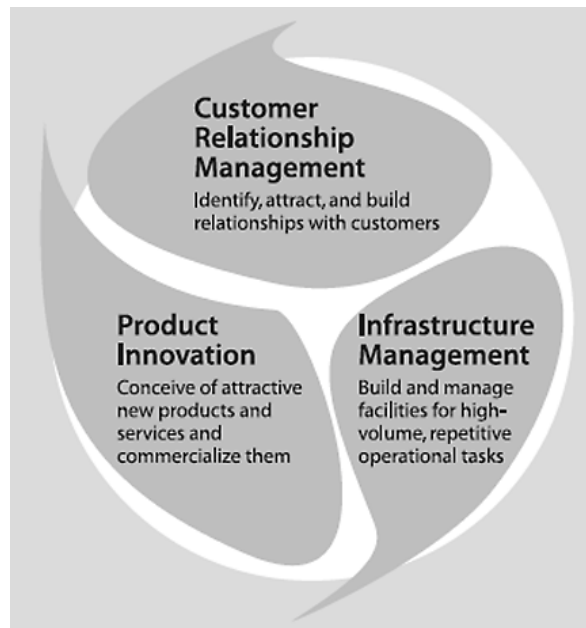 Customer
Relationship
Management
Identify, attract, and build
relationships with customers
Product
Innovation
Conceive of attractive
new products and
services and
commercialize them
Infrastructure
Management
Build and manage
facilities for high-
volume, repetitive
operational tasks